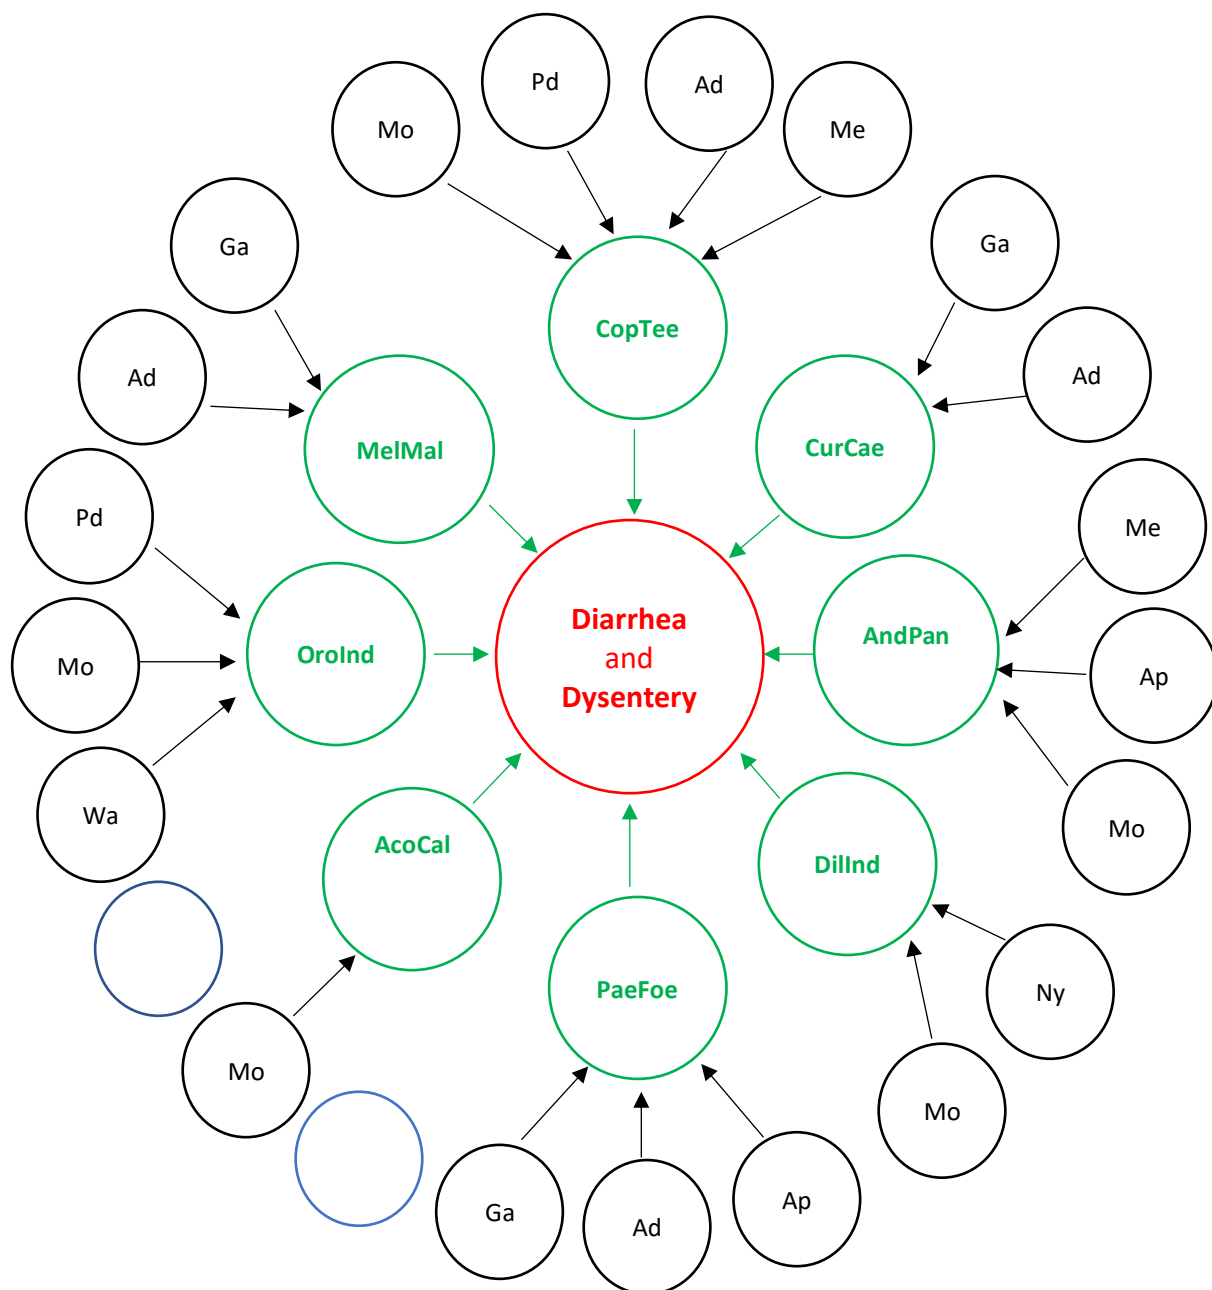 Pd
Ad
Mo
Me
Ga
Ga
CopTee
Ad
Ad
MelMal
CurCae
Pd
Me
Diarrhea
and
Dysentery
OroInd
AndPan
Mo
Ap
Wa
Mo
AcoCal
DilInd
PaeFoe
Ny
Mo
Mo
Ga
Ad
Ap